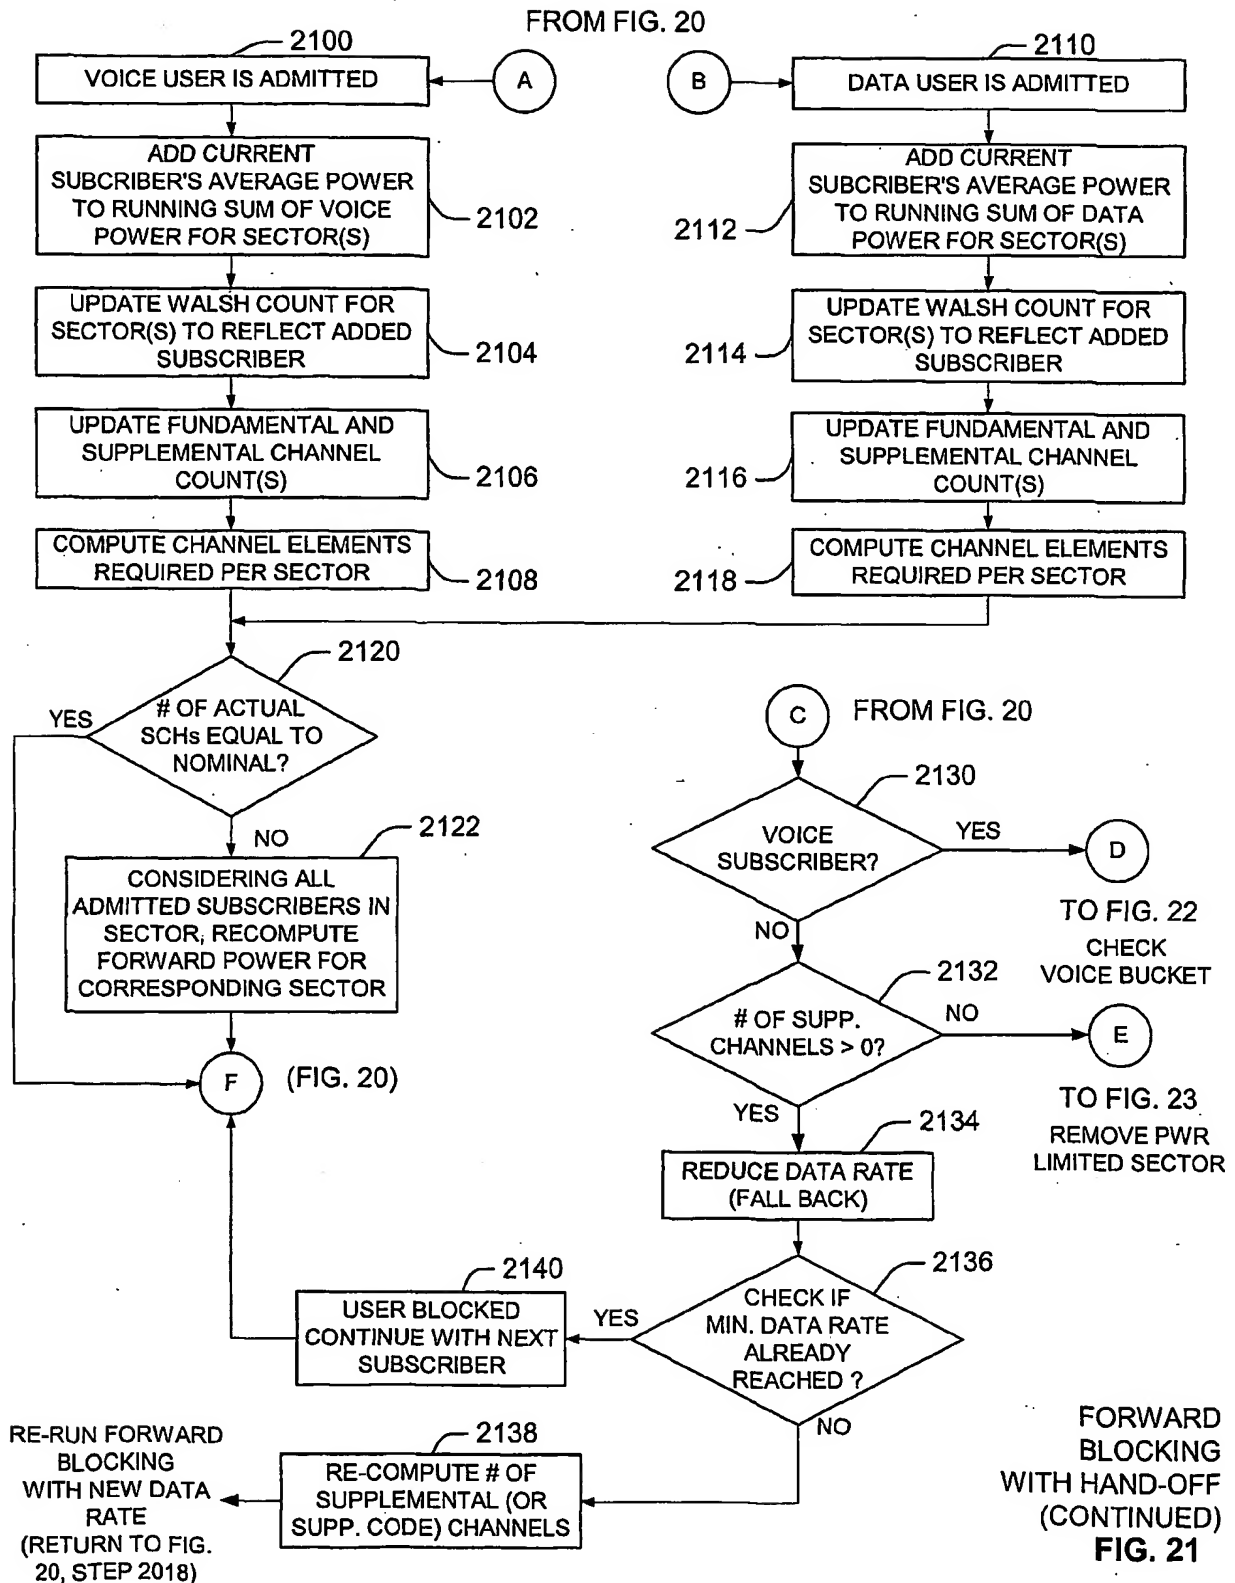 FROM FIG. 20
2100
VOICE USER IS ADMITTED
A
B
2110
DATA USER IS ADMITTED
ADD CURRENT
SUBCRIBER'S AVERAGE POWER
TO RUNNING SUM OF VOICE
POWER FOR SECTOR(S)
2102
ADD CURRENT
SUBCRIBER'S AVERAGE POWER
TO RUNNING SUM OF DATA
POWER FOR SECTOR(S)
2112
UPDATE WALSH COUNT FOR
SECTOR(S) TO REFLECT ADDED
SUBSCRIBER
2104
UPDATE WALSH COUNT FOR
SECTOR(S) TO REFLECT ADDED
SUBSCRIBER
2114
UPDATE FUNDAMENTAL AND
SUPPLEMENTAL CHANNEL
COUNT(S)
2106
UPDATE FUNDAMENTAL AND
SUPPLEMENTAL CHANNEL
COUNT(S)
2116
COMPUTE CHANNEL ELEMENTS
REQUIRED PER SECTOR
2108
COMPUTE CHANNEL ELEMENTS
REQUIRED PER SECTOR
2118
2120
# OF ACTUAL
SCHs EQUAL TO
NOMINAL?
YES
NO
2122
CONSIDERING ALL
ADMITTED SUBSCRIBERS IN
SECTOR, RECOMPUTE
FORWARD POWER FOR
CORRESPONDING SECTOR
F
(FIG. 20)
C
FROM FIG. 20
2130
VOICE
SUBSCRIBER?
YES
D
TO FIG. 22
CHECK
VOICE BUCKET
NO
2132
# OF SUPP.
CHANNELS > 0?
NO
E
TO FIG. 23
REMOVE PWR
LIMITED SECTOR
YES
2134
REDUCE DATA RATE
(FALL BACK)
2136
CHECK IF
MIN. DATA RATE
ALREADY
REACHED ?
YES
2140
USER BLOCKED
CONTINUE WITH NEXT
SUBSCRIBER
NO
2138
RE-COMPUTE # OF
SUPPLEMENTAL (OR
SUPP. CODE) CHANNELS
RE-RUN FORWARD
BLOCKING
WITH NEW DATA
RATE
(RETURN TO FIG.
20, STEP 2018)
FORWARD
BLOCKING
WITH HAND-OFF
(CONTINUED)
FIG. 21